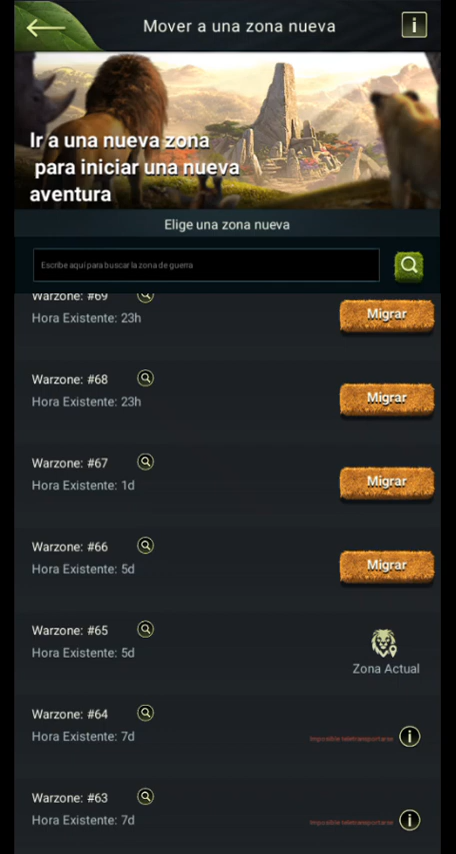 Mover a una zona nueva
i
Ir a una nueva zona
para iniciar una nueva
aventura
Elige una zona nueva
Escribe aquí para buscar la zona de guerra
Warzone: #69
Hora Existente: 23h
Migrar
Warzone: #68
Hora Existente: 23h
Migrar
Warzone: #67
Hora Existente: 1d
Migrar
Warzone: #66
Hora Existente: 5d
Migrar
Warzone: #65
Hora Existente: 5d
Zona Actual
Warzone: #64
Hora Existente: 7d
Imposible teletransportarse
i
Warzone: #63
Hora Existente: 7d
Imposible teletransportarse
i